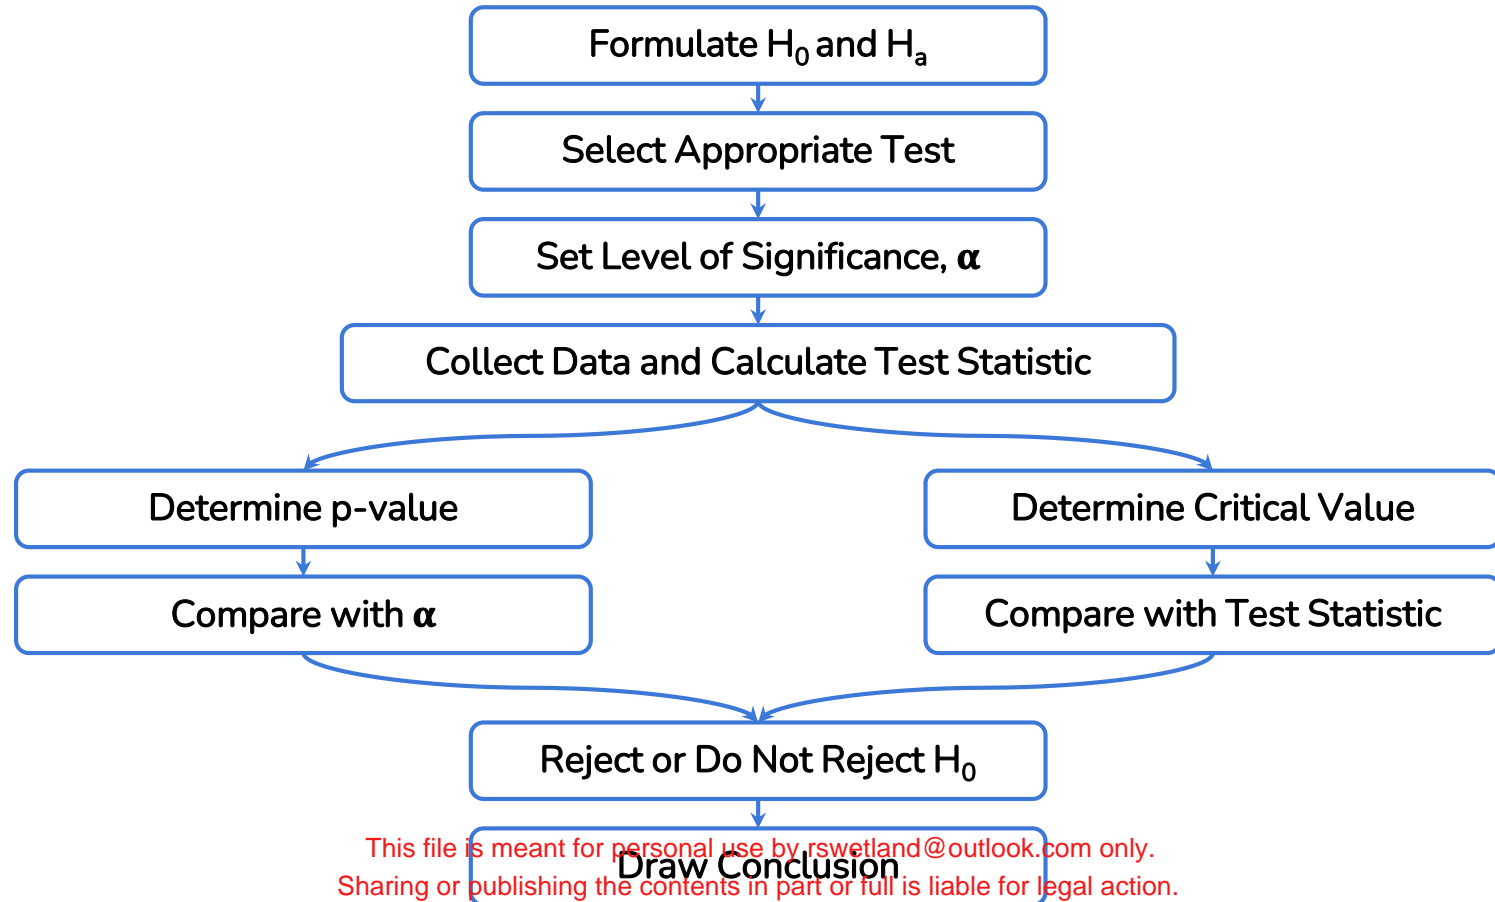 Formulate H₀ and Hₐ
Select Appropriate Test
Set Level of Significance, α
Collect Data and Calculate Test Statistic
Determine p-value
Determine Critical Value
Compare with α
Compare with Test Statistic
Reject or Do Not Reject H₀
This file is meant for personal use by rswetland@outlook.com only.
Draw Conclusion
Sharing or publishing the contents in part or full is liable for legal action.